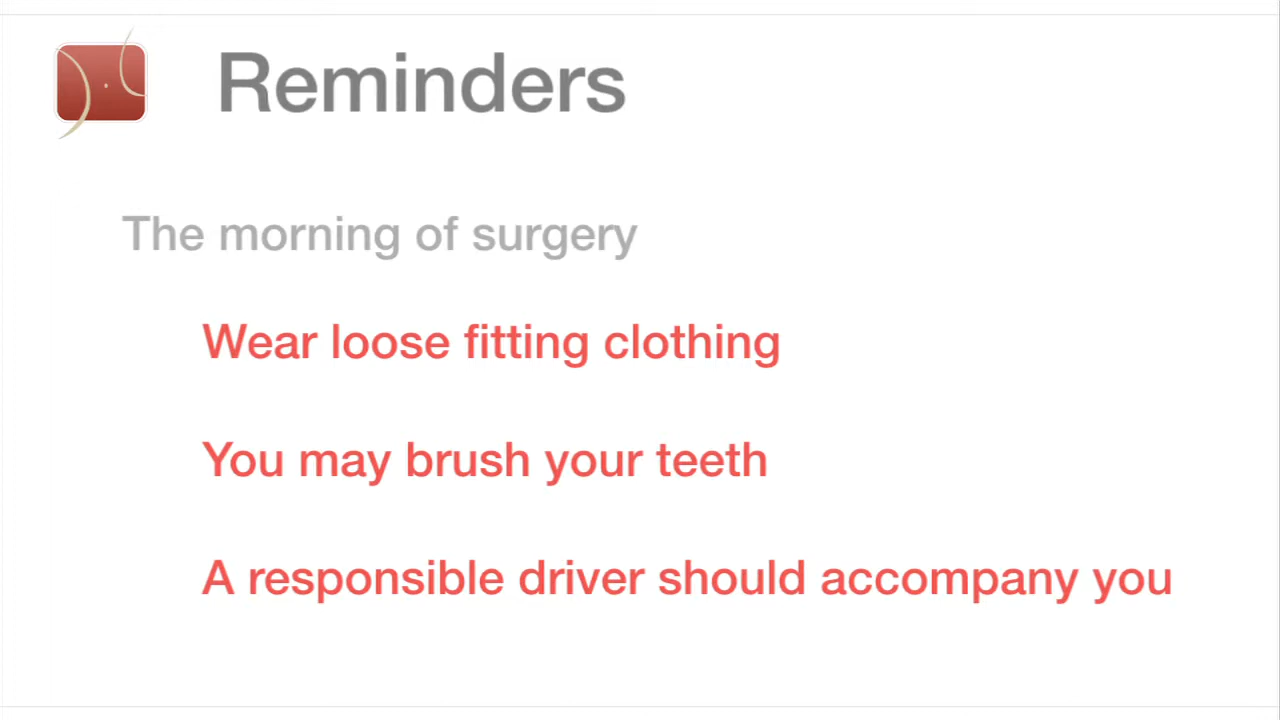 Reminders
The morning of surgery
Wear loose fitting clothing
You may brush your teeth
A responsible driver should accompany you